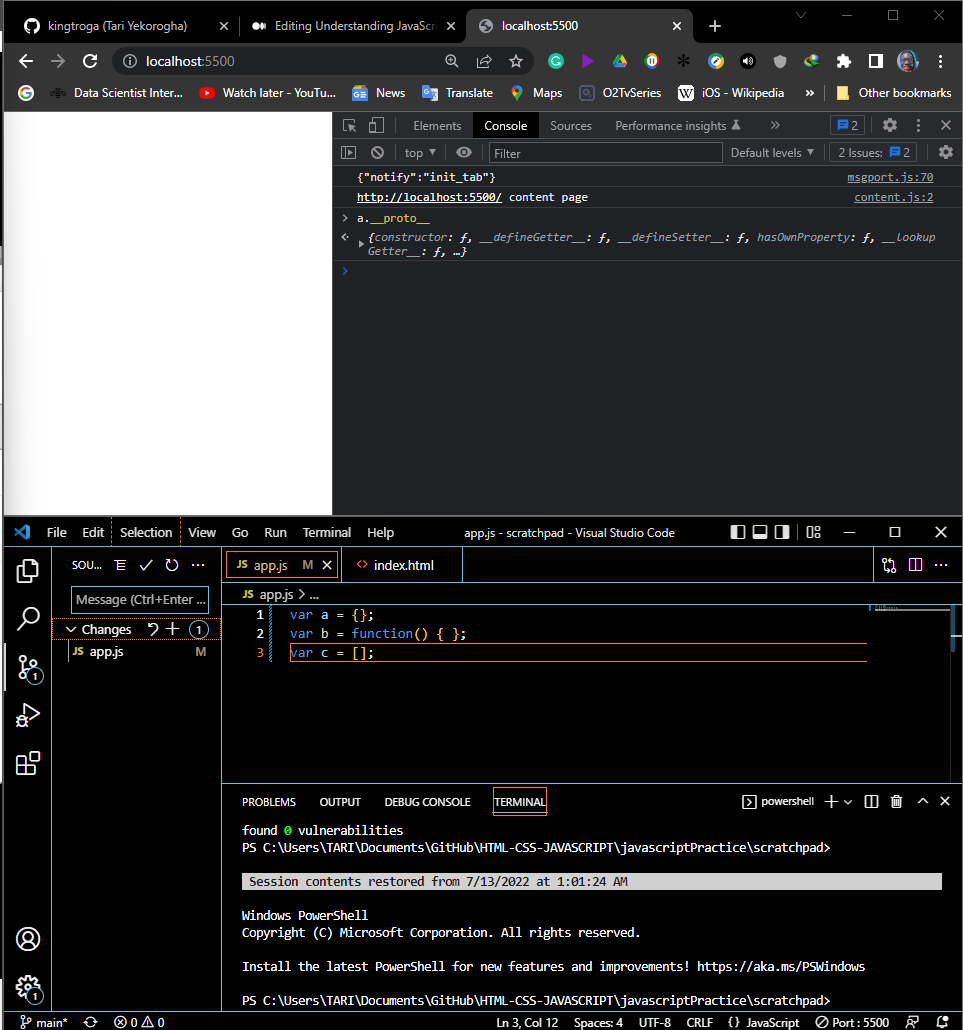 kingtroga (Tari Yekorogha)
Editing Understanding JavaScri
localhost:5500
localhost:5500
Data Scientist Inter...
Watch later - YouTu...
News
Translate
Maps
O2TvSeries
iOS - Wikipedia
»
Other bookmarks
Elements
Console
Sources
Performance insights
»
2
top
Filter
Default levels
2 Issues:
2
{"notify":"init_tab"}
msgport.js:70
http://localhost:5500/ content page
content.js:2
> a.__proto__
{constructor: ƒ, __defineGetter__: ƒ, __defineSetter__: ƒ, hasOwnProperty: ƒ, __lookup
Getter__: ƒ, …}
>
File Edit Selection View Go Run Terminal Help
app.js - scratchpad - Visual Studio Code
SOU...
JS app.js M
<> index.html
JS app.js > ...
Message (Ctrl+Enter ...
Changes
1
JS app.js M
1
1 var a = {};
2 var b = function() { };
3 var c = [];
PROBLEMS OUTPUT DEBUG CONSOLE TERMINAL
powershell
found 0 vulnerabilities
PS C:\Users\TARI\Documents\GitHub\HTML-CSS-JAVASCRIPT\javascriptPractice\scratchpad>
Session contents restored from 7/13/2022 at 1:01:24 AM
Windows PowerShell
Copyright (C) Microsoft Corporation. All rights reserved.
Install the latest PowerShell for new features and improvements! https://aka.ms/PSWindows
PS C:\Users\TARI\Documents\GitHub\HTML-CSS-JAVASCRIPT\javascriptPractice\scratchpad>
1
main*
0
0
Ln 3, Col 12
Spaces: 4
UTF-8
CRLF
{} JavaScript
Port : 5500